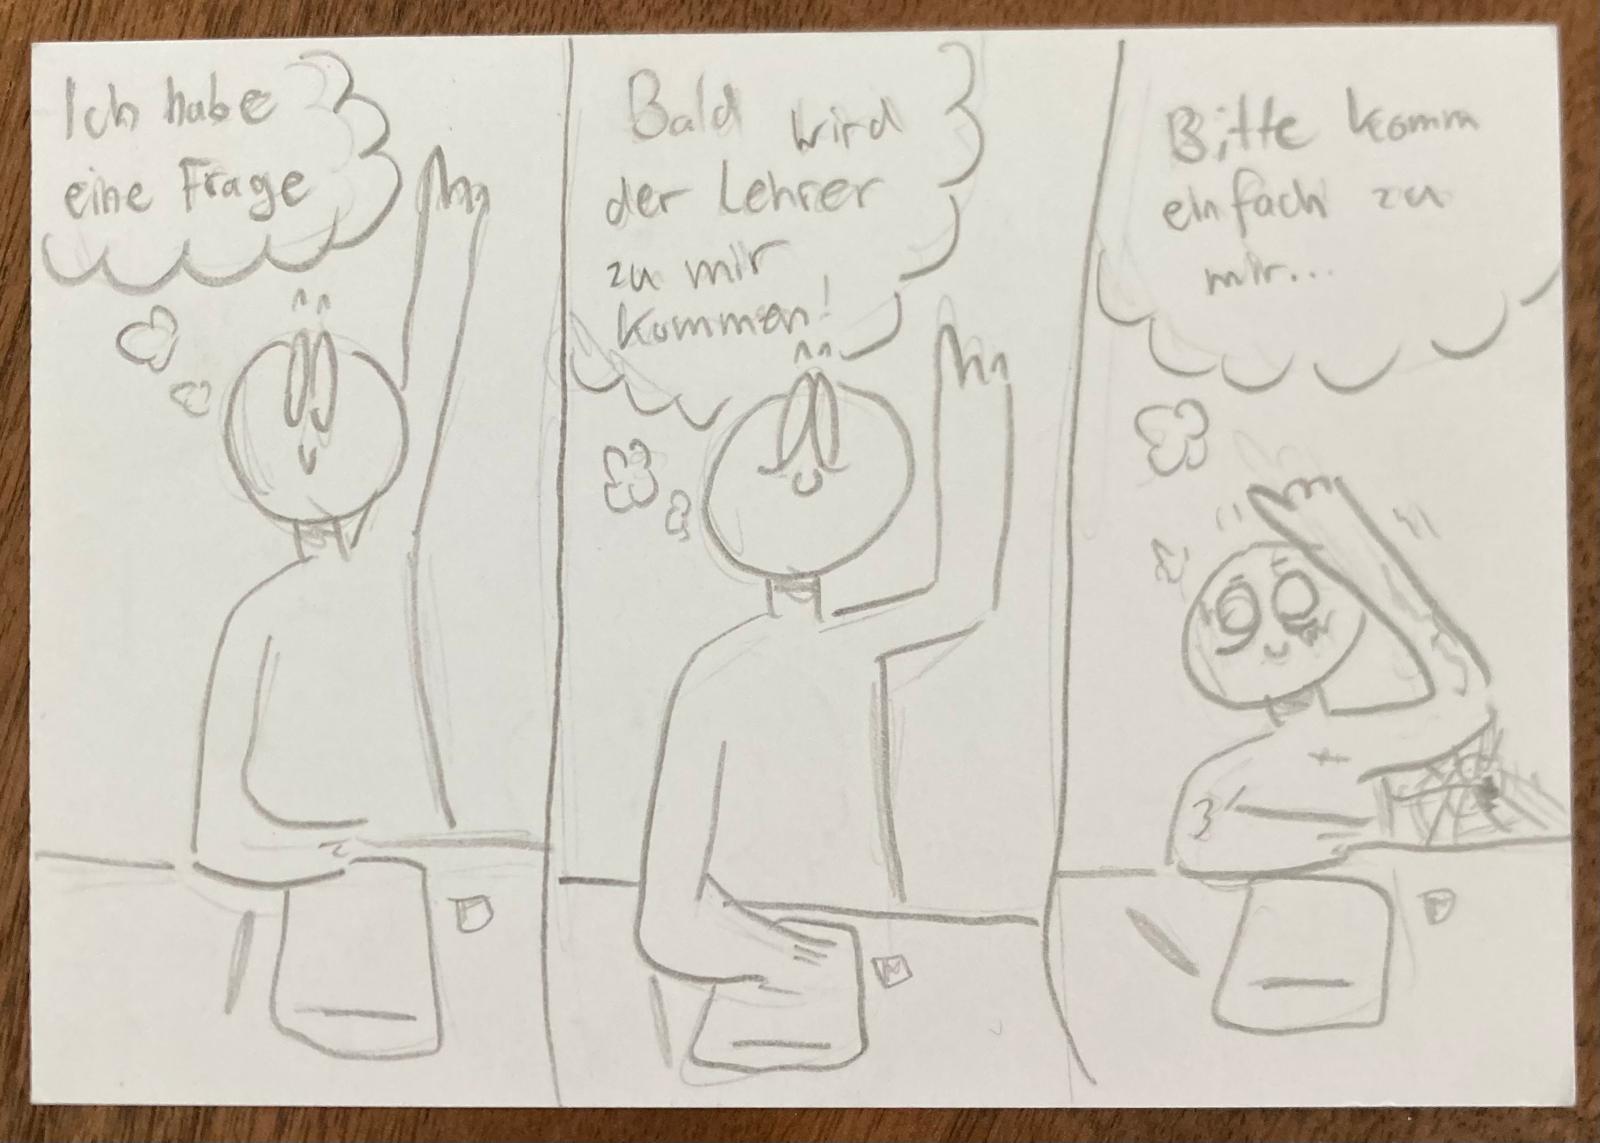 Ich habe
eine Frage
Bald wird
der Lehrer
zu mir
kommen!
Bitte komm
einfach zu
mir...